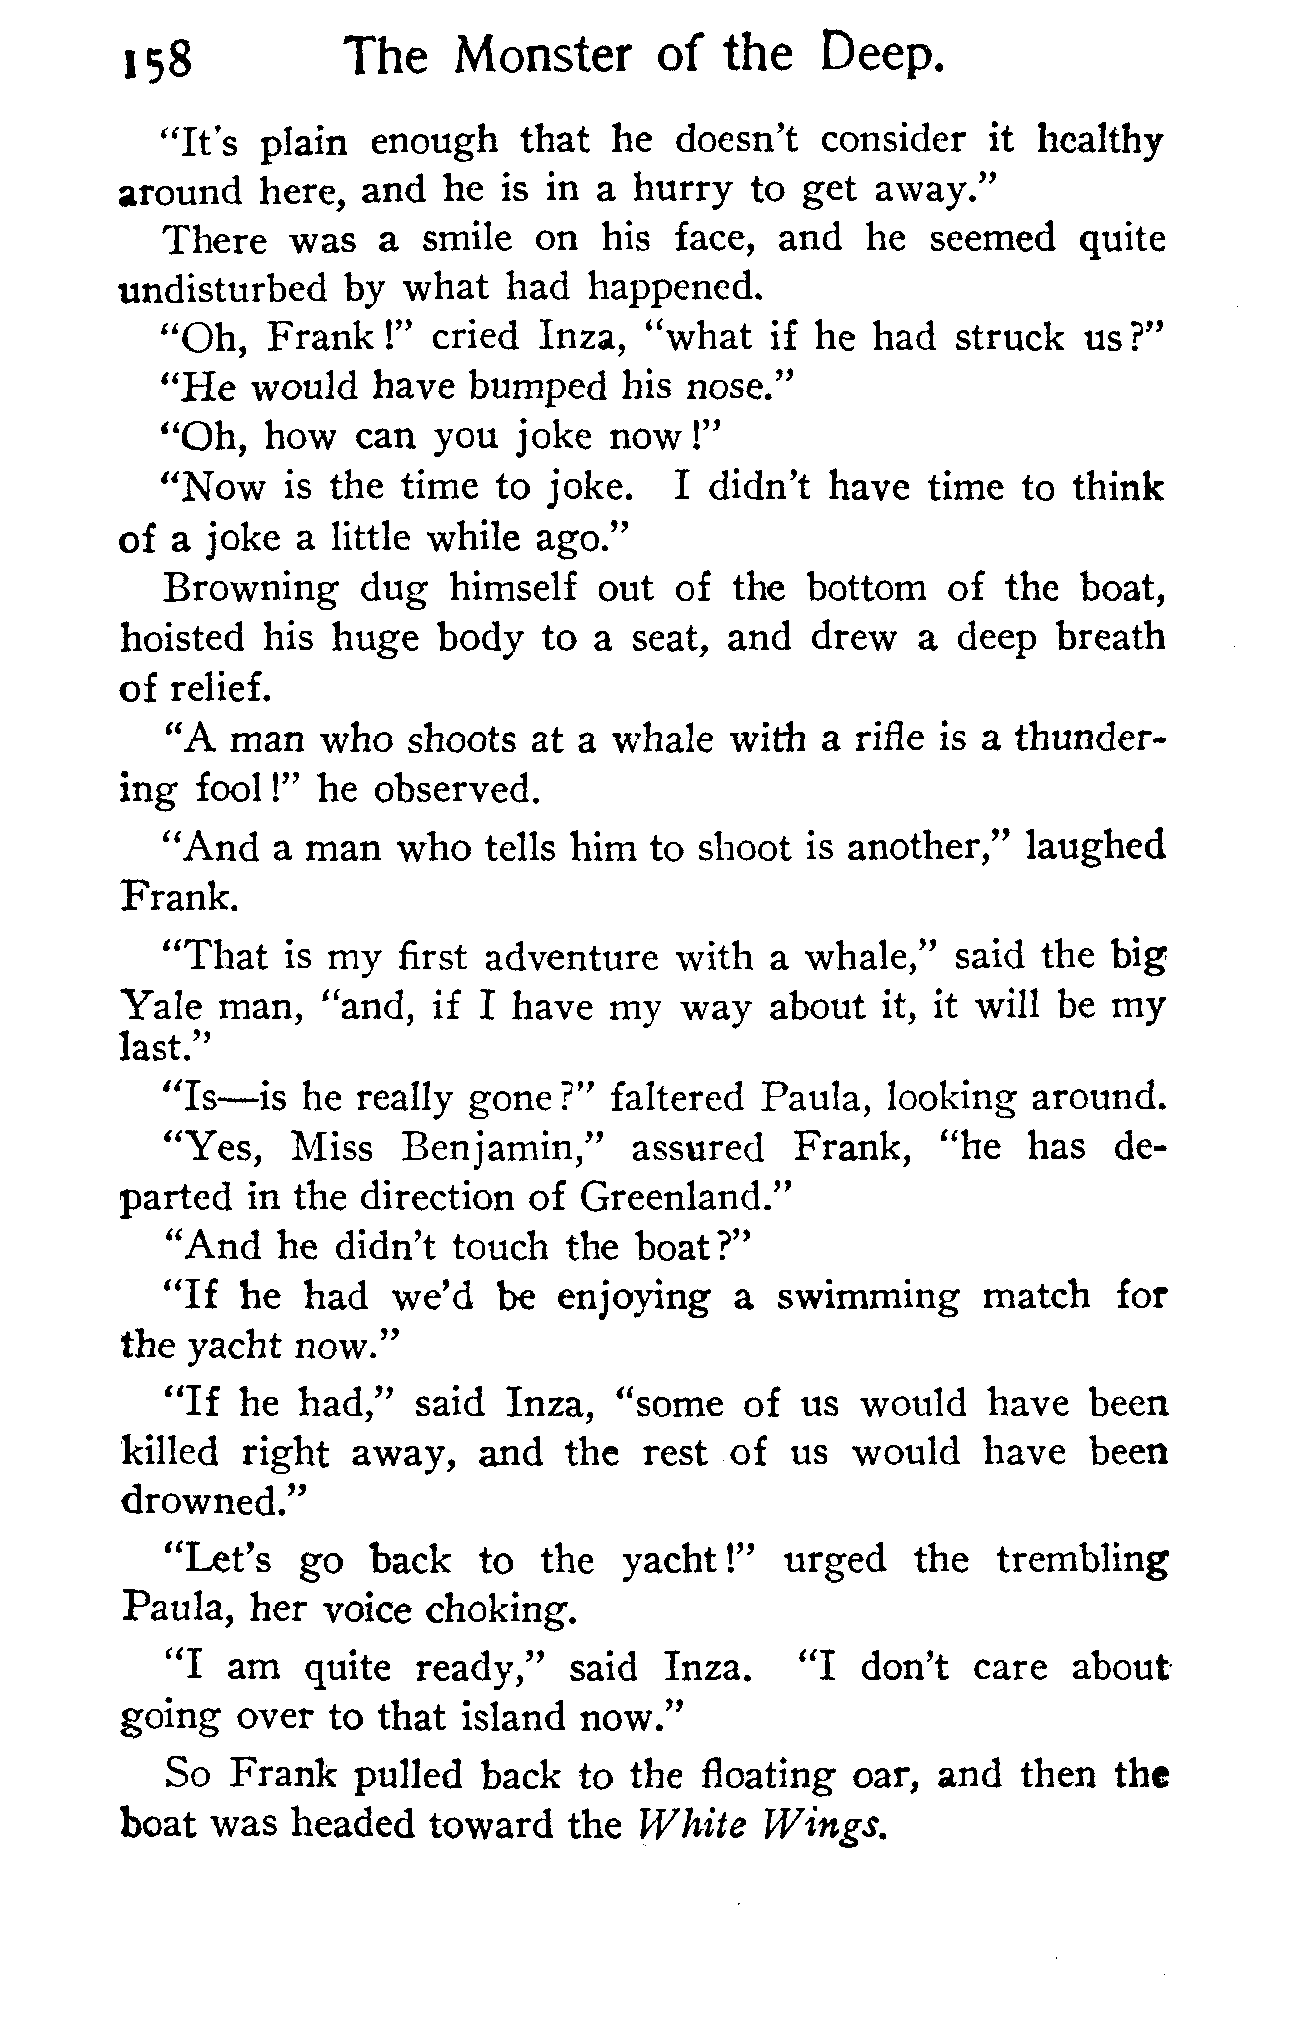 158 The Monster of the Deep.
"It's plain enough that he doesn't consider it healthy
around here, and he is in a hurry to get away."
There was a smile on his face, and he seemed quite
undisturbed by what had happened.
"Oh, Frank!" cried Inza, "what if he had struck us?"
"He would have bumped his nose."
"Oh, how can you joke now!"
"Now is the time to joke. I didn't have time to think
of a joke a little while ago."
Browning dug himself out of the bottom of the boat,
hoisted his huge body to a seat, and drew a deep breath
of relief.
"A man who shoots at a whale with a rifle is a thunder-
ing fool!" he observed.
"And a man who tells him to shoot is another," laughed
Frank.
"That is my first adventure with a whale," said the big
Yale man, "and, if I have my way about it, it will be my
last."
"Is—is he really gone?" faltered Paula, looking around.
"Yes, Miss Benjamin," assured Frank, "he has de-
parted in the direction of Greenland."
"And he didn't touch the boat?"
"If he had we'd be enjoying a swimming match for
the yacht now."
"If he had," said Inza, "some of us would have been
killed right away, and the rest of us would have been
drowned."
"Let's go back to the yacht!" urged the trembling
Paula, her voice choking.
"I am quite ready," said Inza. "I don't care about
going over to that island now."
So Frank pulled back to the floating oar, and then the
boat was headed toward the White Wings.